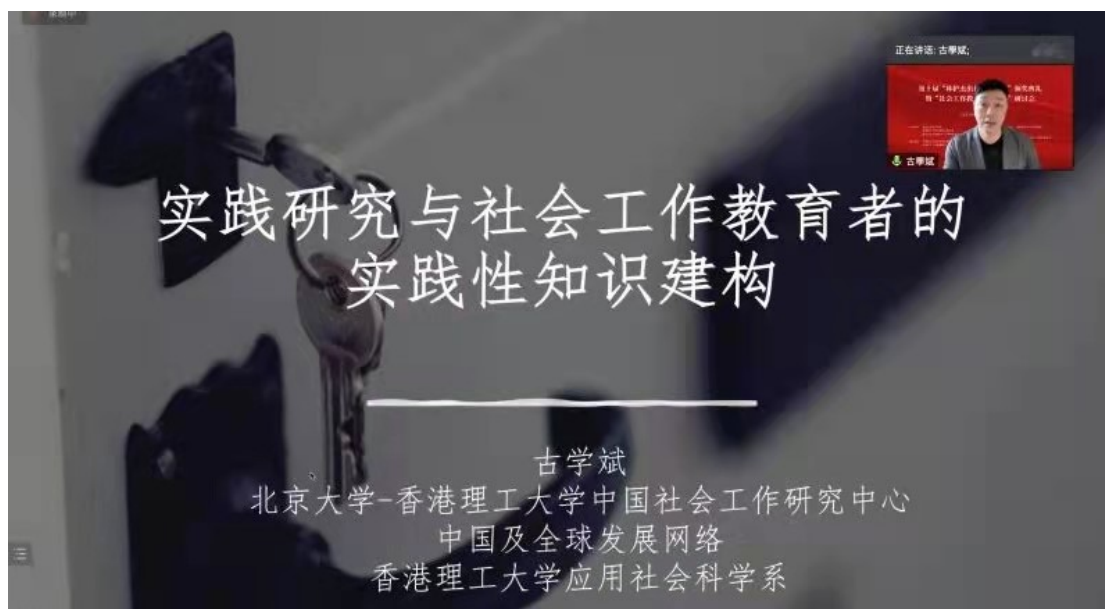 正在讲话: 古學斌;
古學斌
实践研究与社会工作教育者的
实践性知识建构
古学斌
北京大学-香港理工大学中国社会工作研究中心
中国及全球发展网络
香港理工大学应用社会科学系